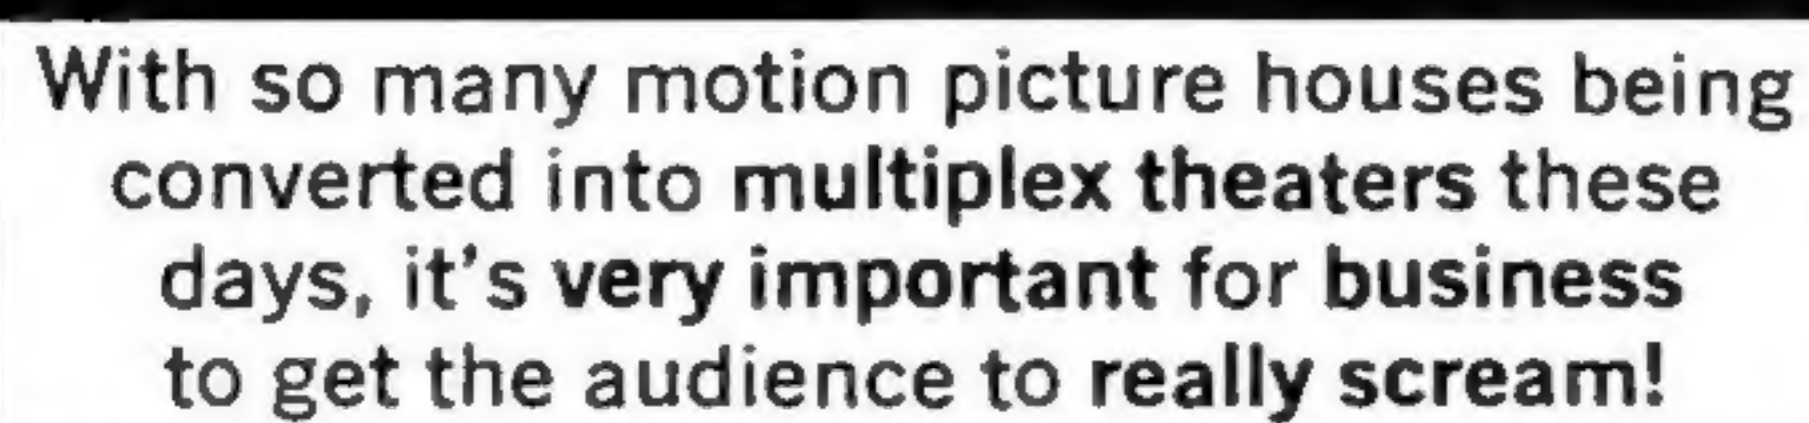 With so many motion picture houses being
converted into multiplex theaters these
days, it's very important for business
to get the audience to really scream!